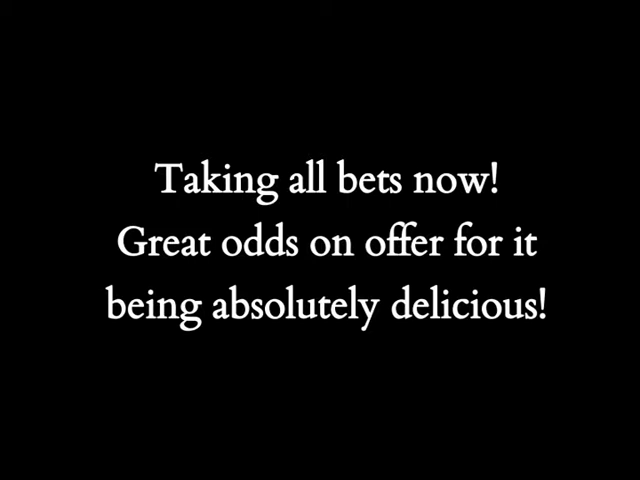 Taking all bets now!
Great odds on offer for it
being absolutely delicious!